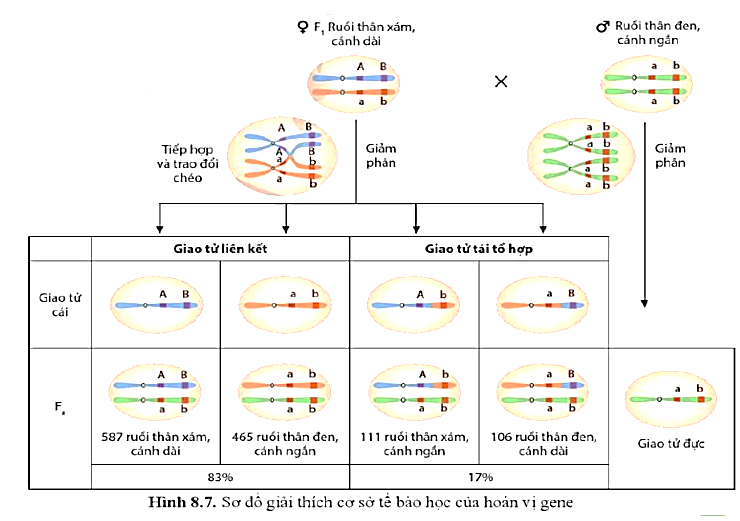 ♀ F1 Ruồi thân xám,
cánh dài
♂ Ruồi thân đen,
cánh ngắn
A B
a b
×
a b
a b
Tiếp hợp
và trao đổi
chéo
A B
A B
a b
a b
Giảm
phân
a b
a b
a b
a b
Giảm
phân
Giao tử liên kết
Giao tử tái tổ hợp
Giao tử
cái
A B
a b
A b
a B
Fa
A B
a b
587 ruồi thân xám,
cánh dài
a b
a b
465 ruồi thân đen,
cánh ngắn
A b
a b
111 ruồi thân xám,
cánh ngắn
a B
a b
106 ruồi thân đen,
cánh dài
a b
Giao tử đực
83%
17%
Hình 8.7. Sơ đồ giải thích cơ sở tế bào học của hoán vị gene